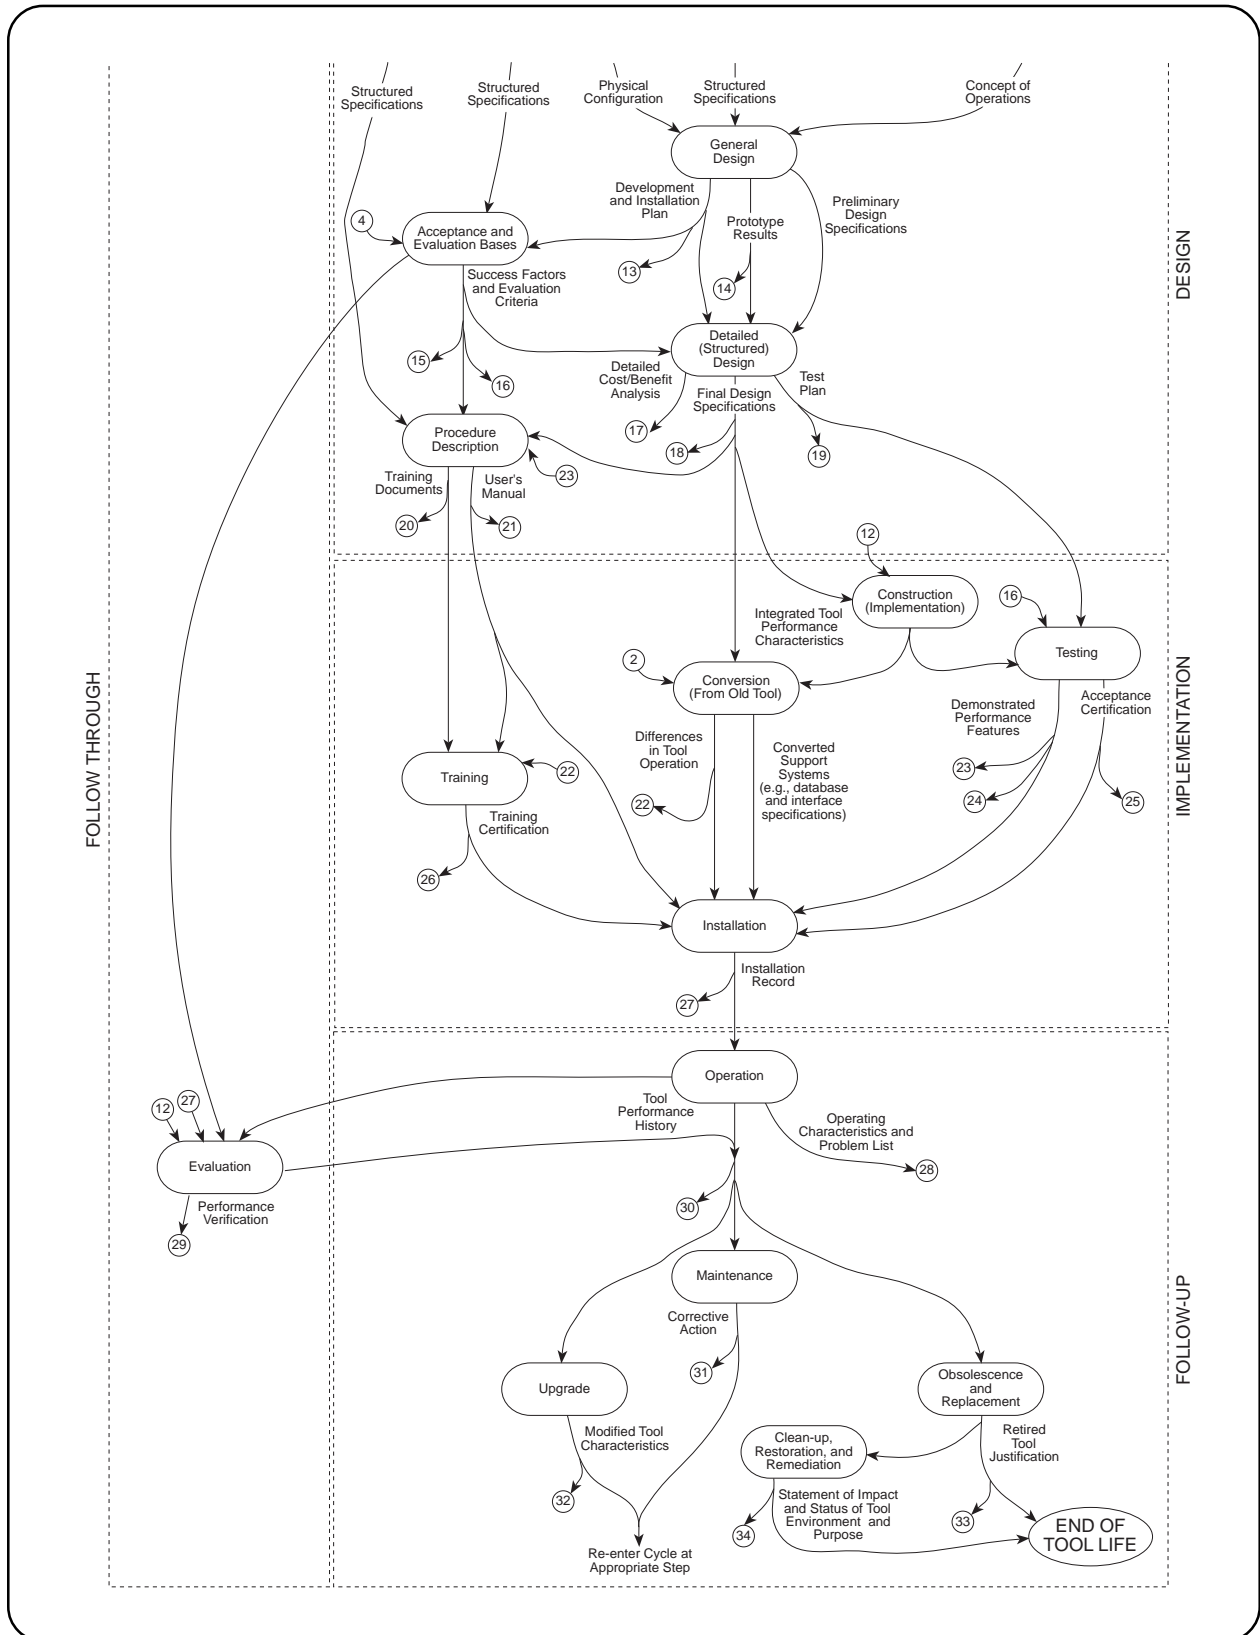 Structured
Specifications
Structured
Specifications
Physical
Configuration
Structured
Specifications
Concept of
Operations
General
Design
Development
and Installation
Plan
Prototype
Results
Preliminary
Design
Specifications
4
Acceptance and
Evaluation Bases
13
14
Success Factors
and Evaluation
Criteria
DESIGN
Detailed
(Structured)
Design
15
16
Detailed
Cost/Benefit
Analysis
Final Design
Specifications
Test
Plan
17
18
19
Procedure
Description
23
Training
Documents
User's
Manual
20
21
12
Construction
(Implementation)
16
Integrated Tool
Performance
Characteristics
Testing
2
Conversion
(From Old Tool)
Demonstrated
Performance
Features
Acceptance
Certification
FOLLOW THROUGH
IMPLEMENTATION
Differences
in Tool
Operation
Converted
Support
Systems
(e.g., database
and interface
specifications)
Training
22
22
23
24
25
Training
Certification
26
Installation
Installation
Record
27
Operation
Tool
Performance
History
Operating
Characteristics and
Problem List
28
12
27
Evaluation
Performance
Verification
29
30
Maintenance
Corrective
Action
31
FOLLOW-UP
Upgrade
Obsolescence
and
Replacement
Modified Tool
Characteristics
32
Clean-up,
Restoration, and
Remediation
Retired
Tool
Justification
Statement of Impact
and Status of Tool
Environment and
Purpose
34
33
END OF
TOOL LIFE
Re-enter Cycle at
Appropriate Step